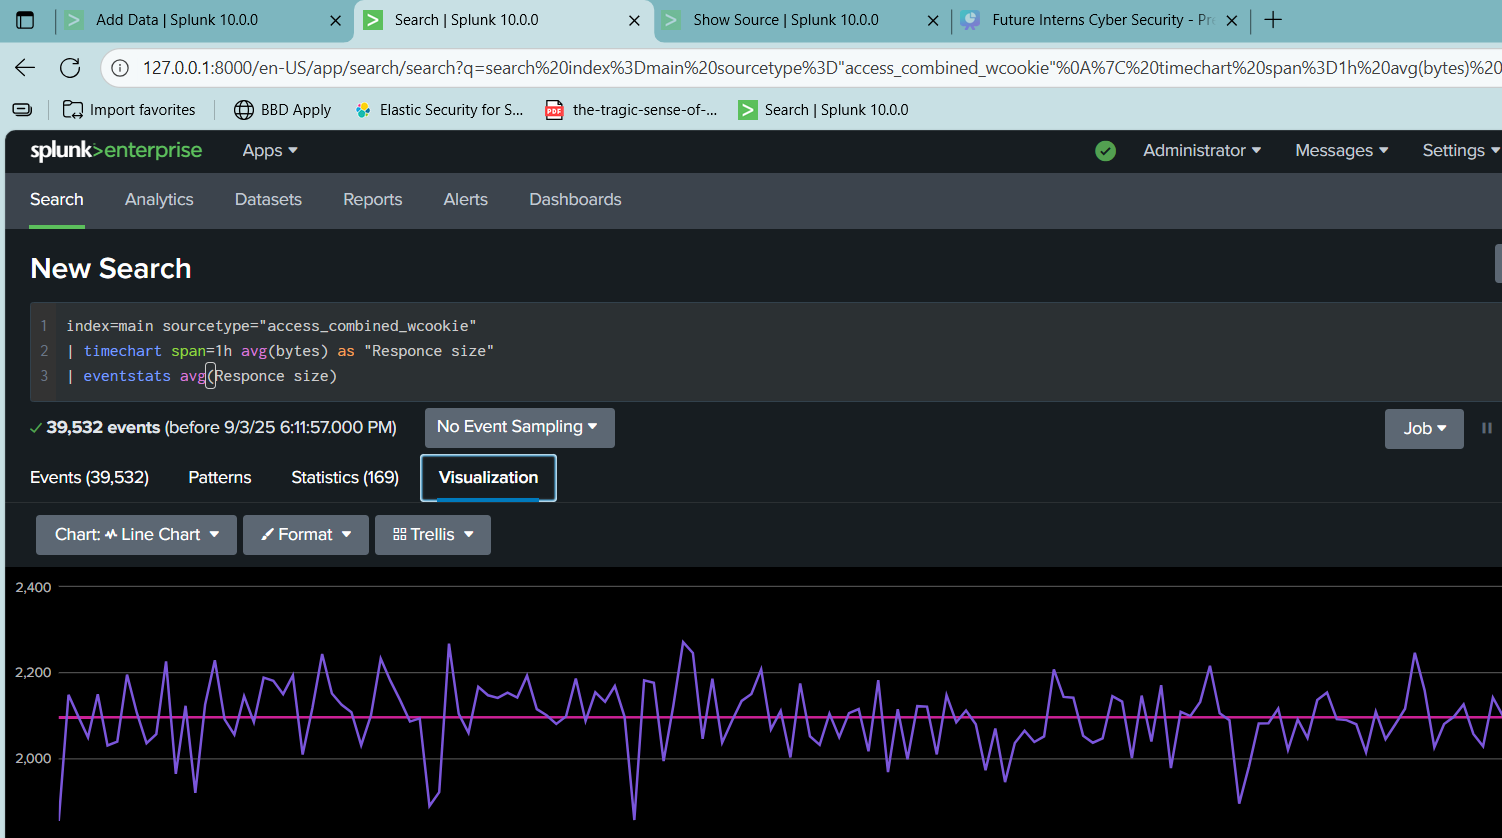 Add Data | Splunk 10.0.0
Search | Splunk 10.0.0
Show Source | Splunk 10.0.0
Future Interns Cyber Security - Pr
127.0.0.1:8000/en-US/app/search/search?q=search%20index%3Dmain%20sourcetype%3D"access_combined_wcookie"%0A%7C%20timechart%20span%3D1h%20avg(bytes)%20
Import favorites
BBD Apply
Elastic Security for S...
PDF
the-tragic-sense-of-...
Search | Splunk 10.0.0
splunk>enterprise
Apps
Administrator
Messages
Settings
Search
Analytics
Datasets
Reports
Alerts
Dashboards
New Search
1 index=main sourcetype="access_combined_wcookie"
2 | timechart span=1h avg(bytes) as "Responce size"
3 | eventstats avg(Responce size)
39,532 events (before 9/3/25 6:11:57.000 PM)
No Event Sampling
Job
Events (39,532)
Patterns
Statistics (169)
Visualization
Chart: Line Chart
Format
Trellis
2,400
2,200
2,000